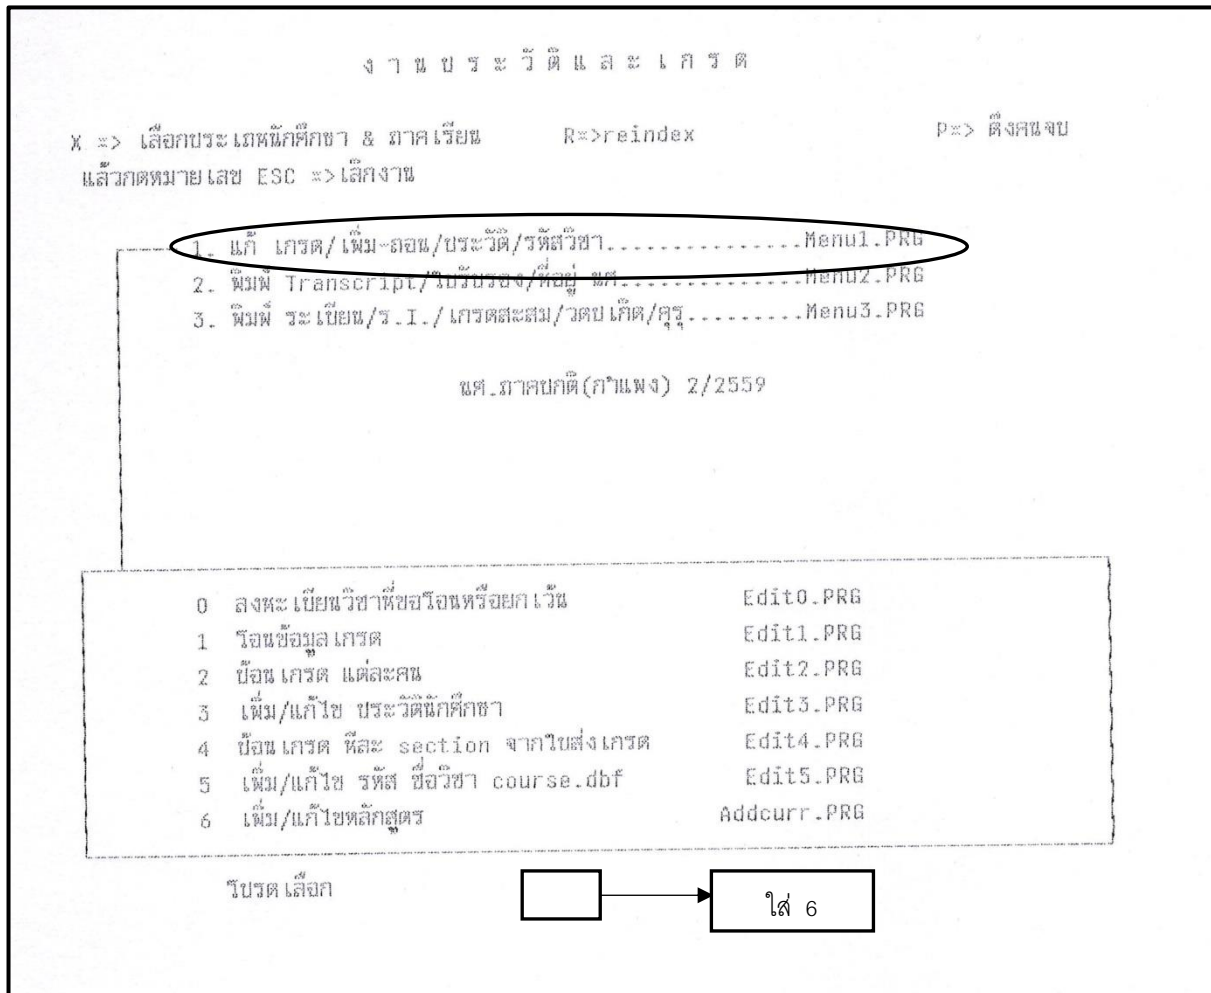 งานประวัติและเกรด
X => เลือกประเภทนักศึกษา & ภาคเรียน R=>reindex P=> ดึงคนจบ
แล้วกดหมายเลข ESC =>เลิกงาน
1. แก้ เกรด/เพิ่ม-ถอน/ประวัติ/รหัสวิชา...............Menu1.PRG
2. พิมพ์ Transcript/ใบรับรอง/ที่อยู่ นศ..............Menu2.PRG
3. พิมพ์ ระเบียน/ร.I./เกรดสะสม/วดปเกิด/คุรุ.........Menu3.PRG
นศ.ภาคปกติ(กำแพง) 2/2559
0 ลงทะเบียนวิชาที่ขอโอนหรือยกเว้น Edit0.PRG
1 โอนข้อมูลเกรด Edit1.PRG
2 ป้อนเกรด แต่ละคน Edit2.PRG
3 เพิ่ม/แก้ไข ประวัตินักศึกษา Edit3.PRG
4 ป้อนเกรด ทีละ section จากใบส่งเกรด Edit4.PRG
5 เพิ่ม/แก้ไข รหัส ชื่อวิชา course.dbf Edit5.PRG
6 เพิ่ม/แก้ไขหลักสูตร Addcurr.PRG
โปรดเลือก
ใส่ 6